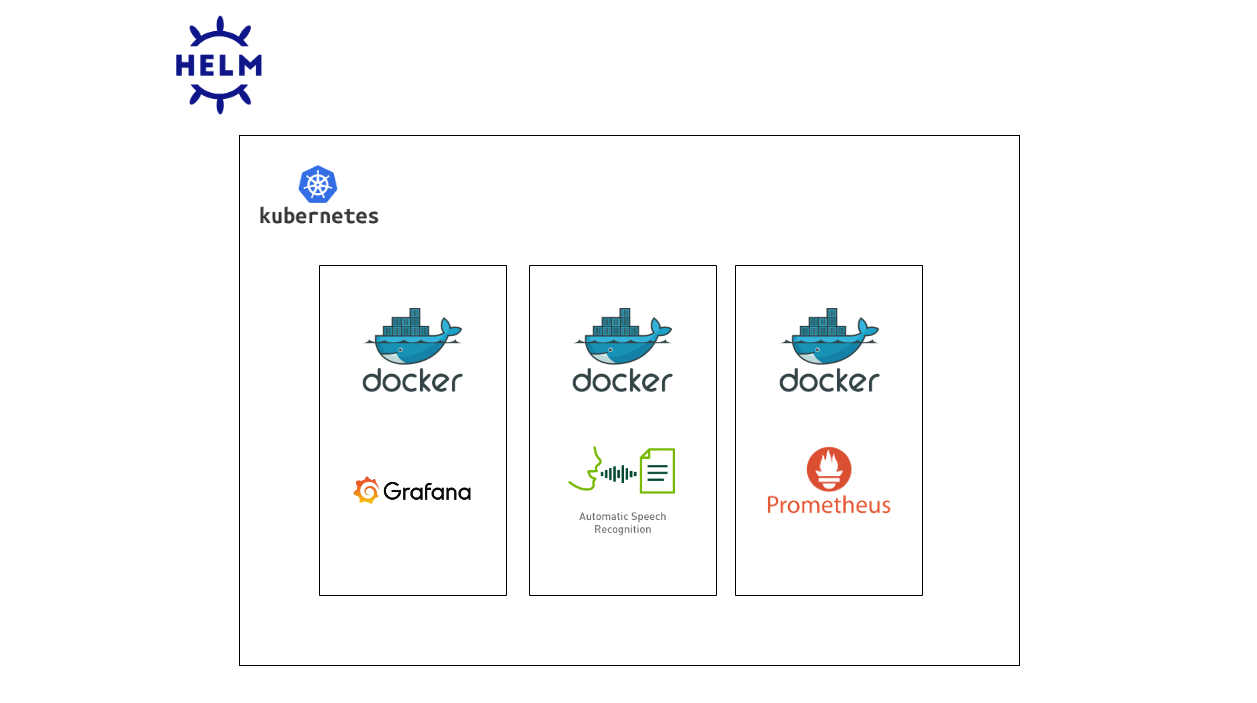 HELM
kubernetes
docker
docker
docker
Grafana
Automatic Speech
Recognition
Prometheus